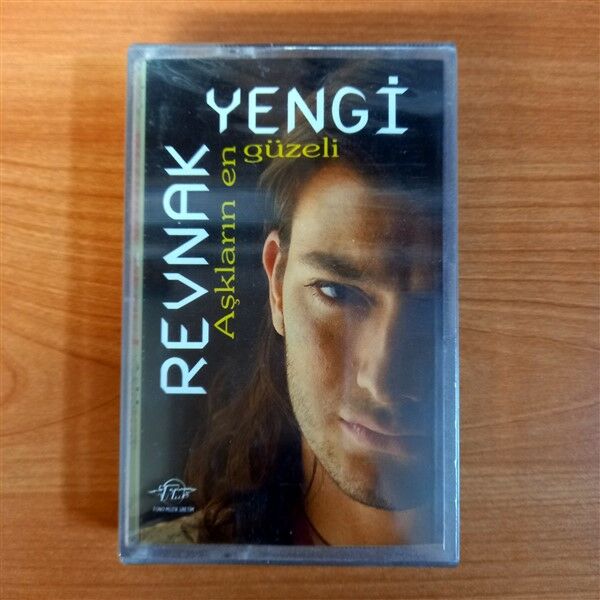 REVNAK
YENGİ
Aşkların en
güzeli